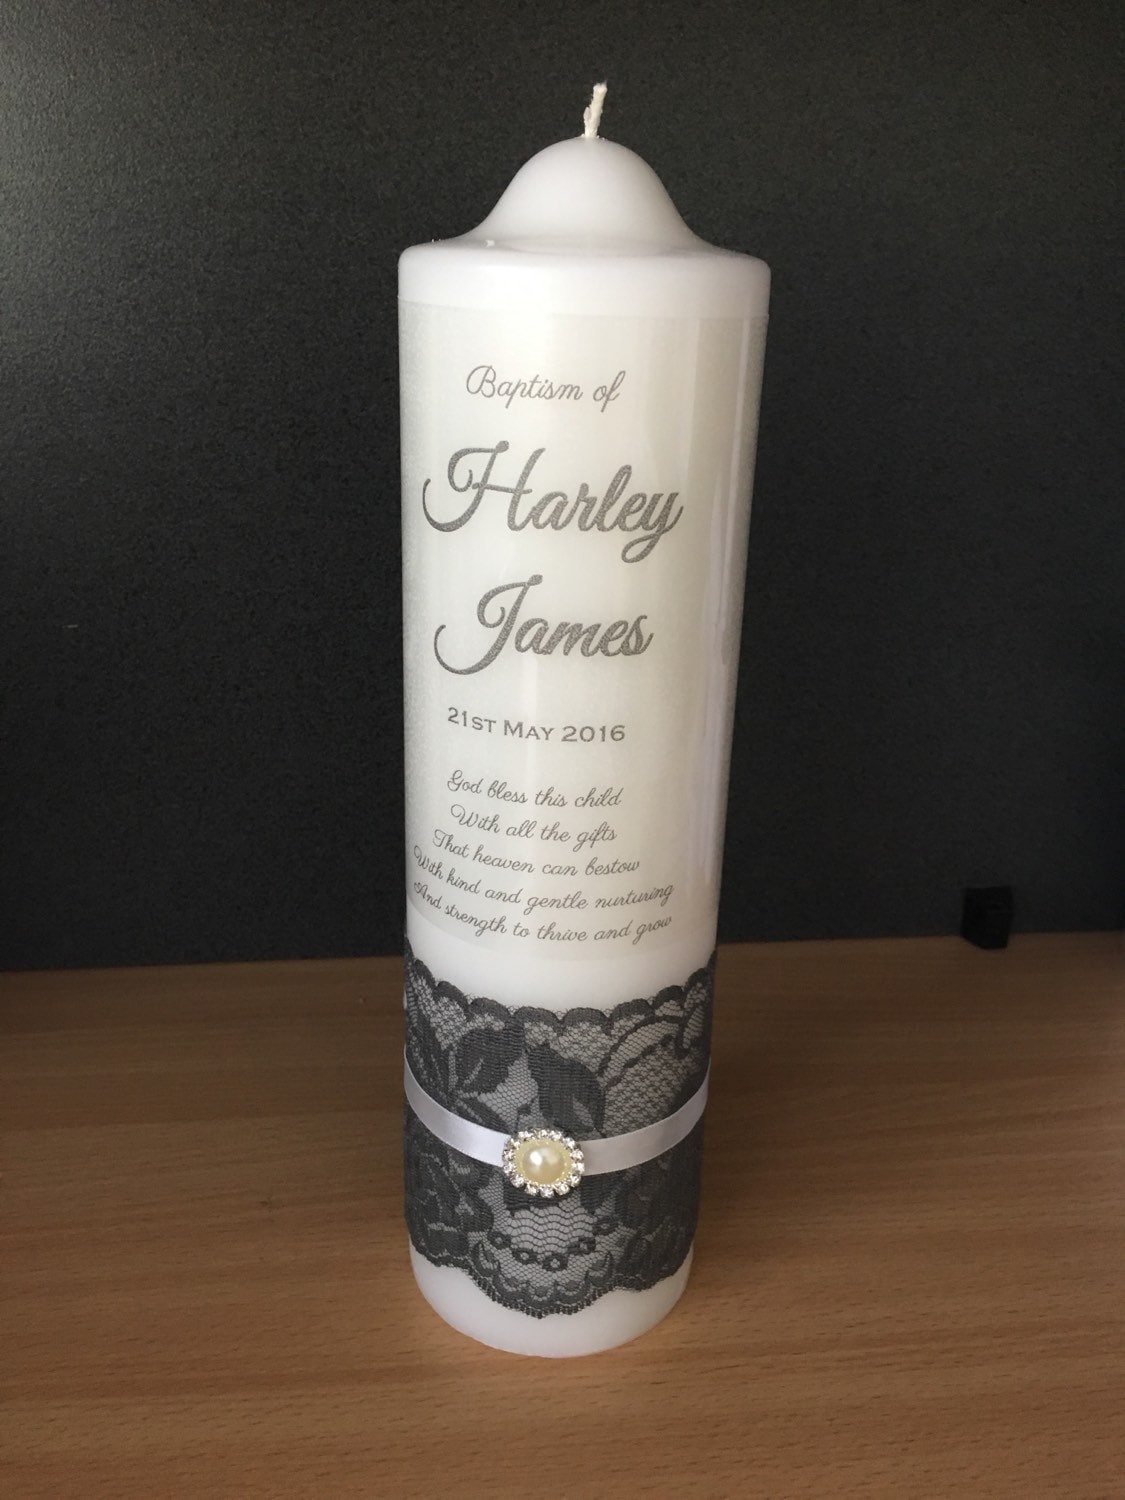 Baptism of
Harley
James
21st May 2016
God bless this child
With all the gifts
That heaven can bestow
With kind and gentle nurturing
And strength to thrive and grow